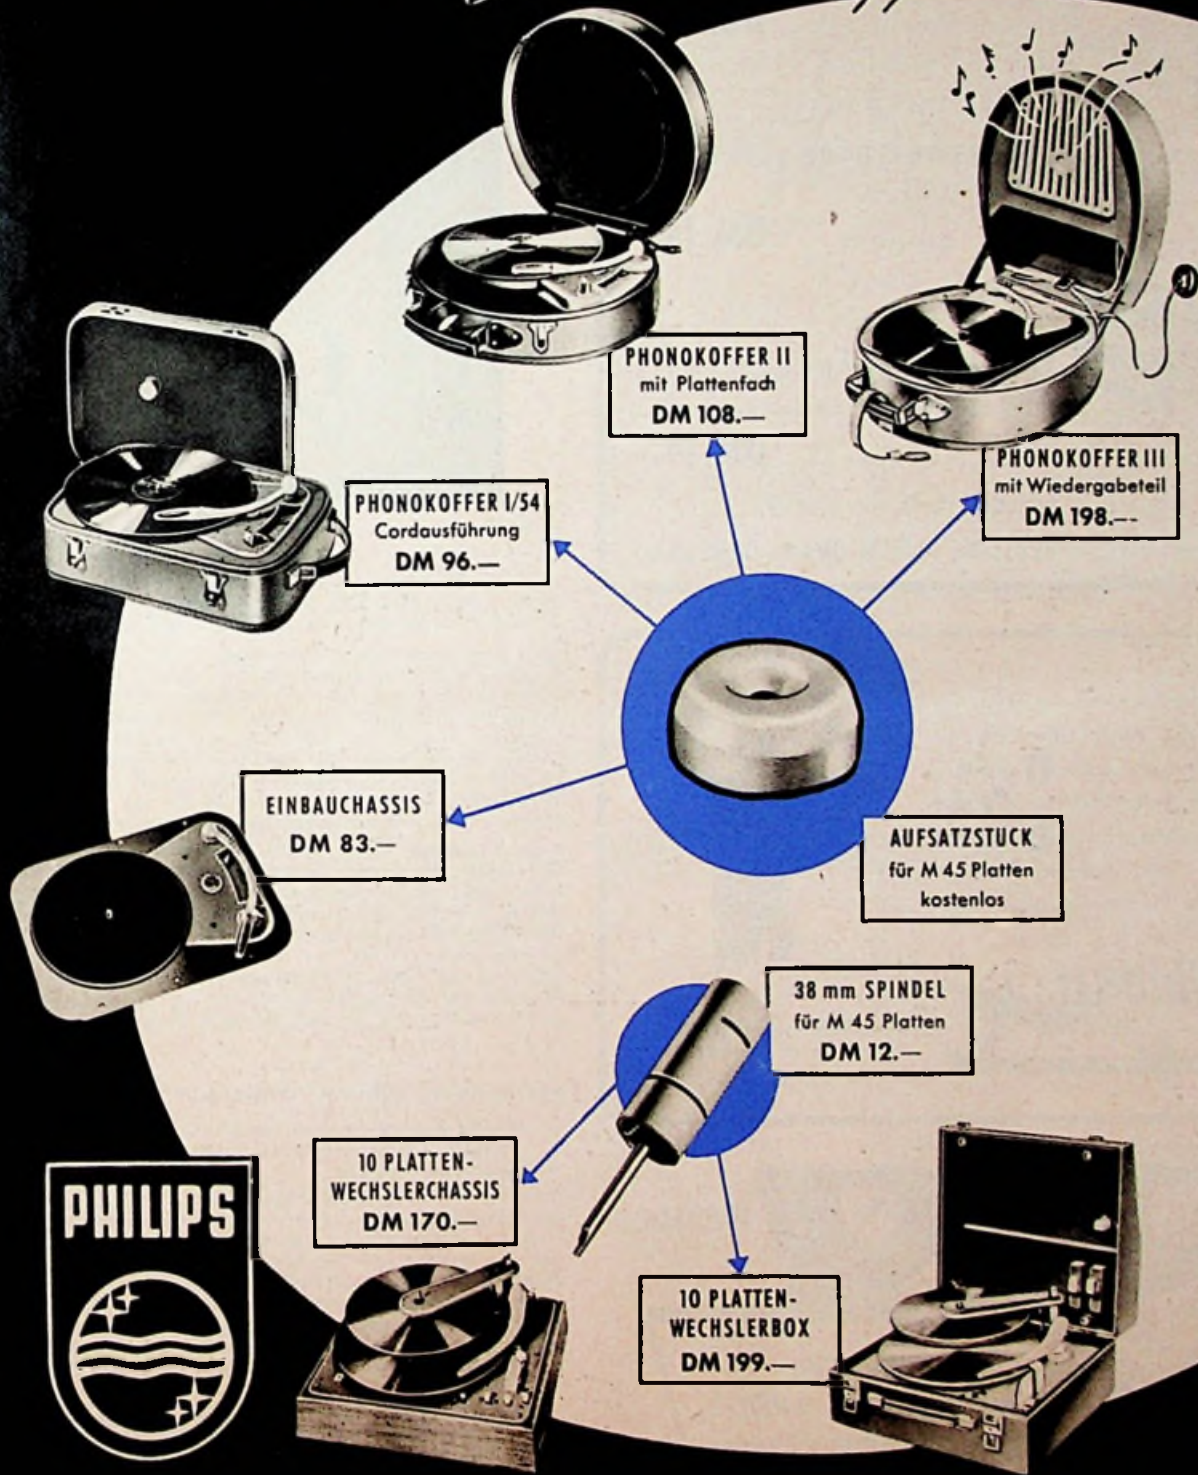 PHONOKOFFER II
mit Plattenfach
DM 108.—
PHONOKOFFER III
mit Wiedergabeteil
DM 198.--
PHONOKOFFER I/54
Cordausführung
DM 96.—
EINBAUCHASSIS
DM 83.—
AUFSATZSTUCK
für M 45 Platten
kostenlos
38 mm SPINDEL
für M 45 Platten
DM 12.—
10 PLATTEN-
WECHSLERCHASSIS
DM 170.—
10 PLATTEN-
WECHSLERBOX
DM 199.—
PHILIPS